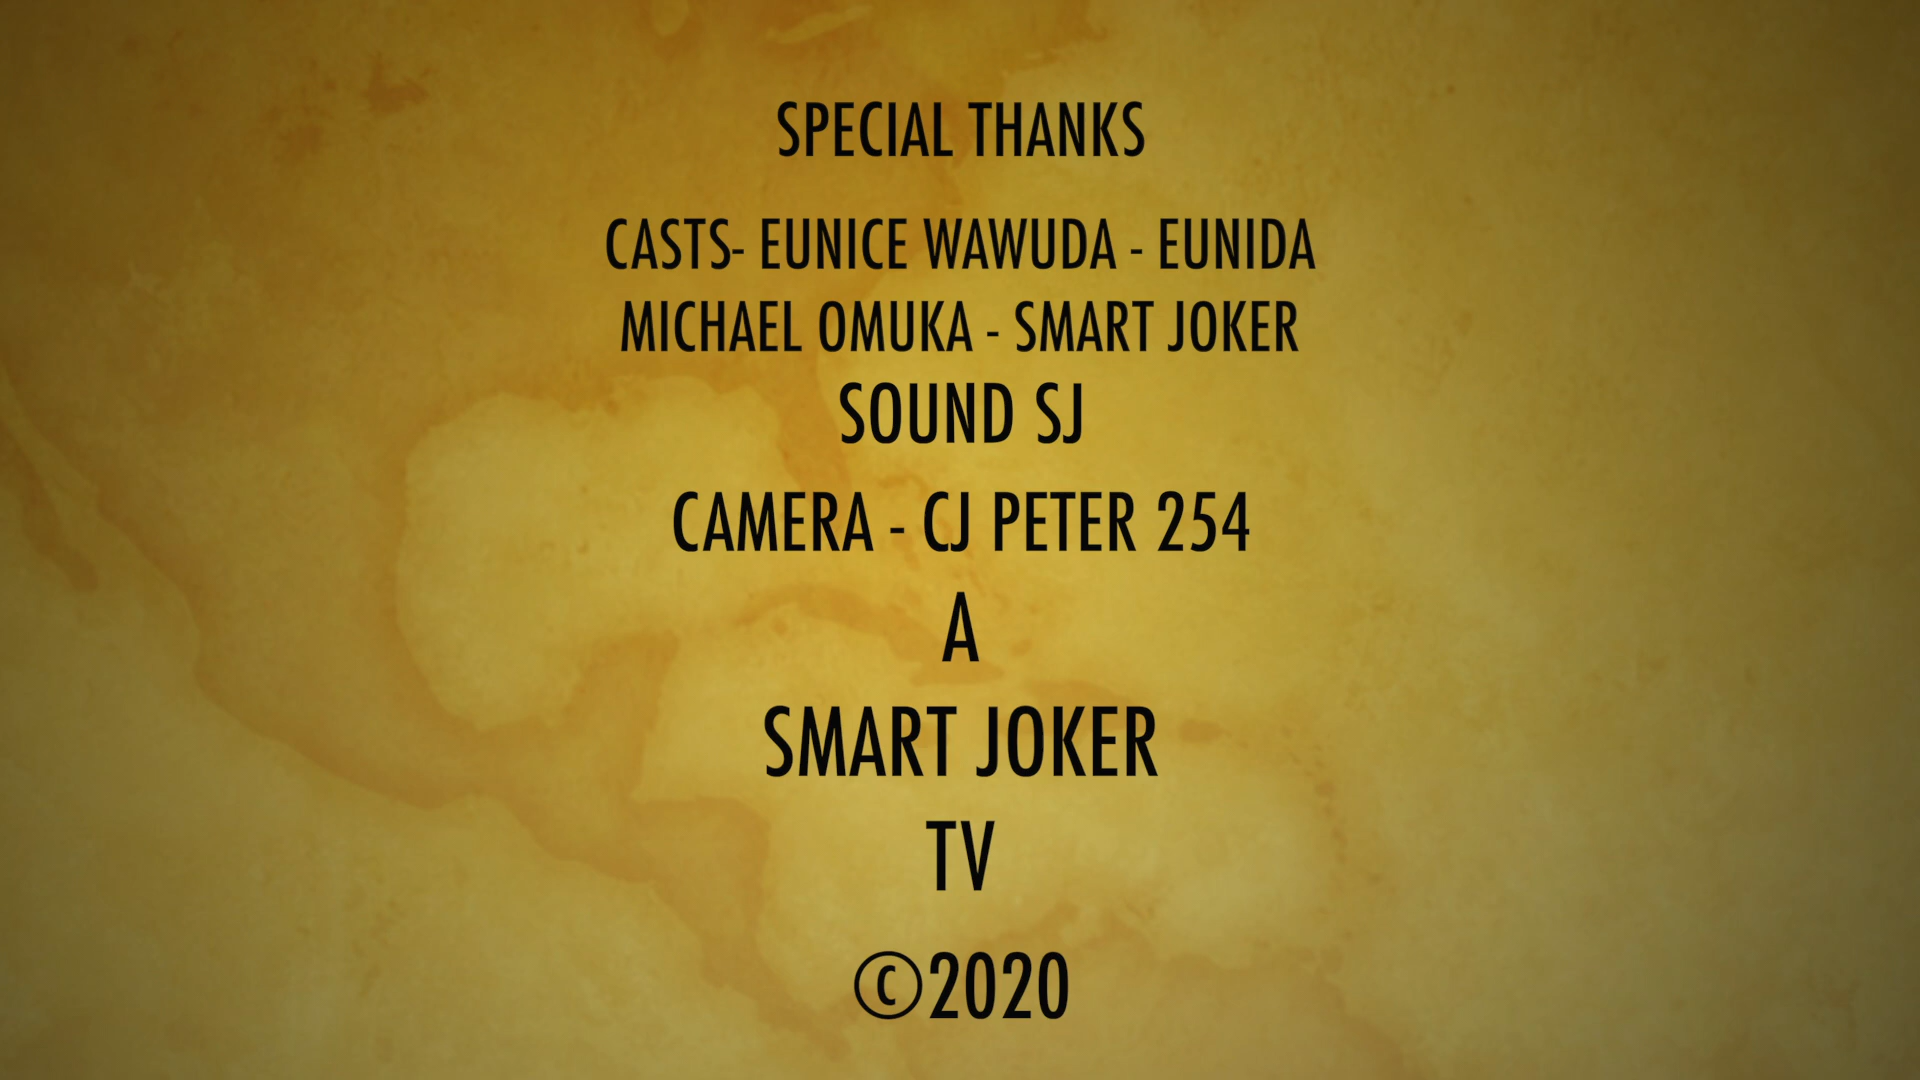 SPECIAL THANKS
CASTS- EUNICE WAWUDA - EUNIDA
MICHAEL OMUKA - SMART JOKER
SOUND SJ
CAMERA - CJ PETER 254
A
SMART JOKER
TV
©2020